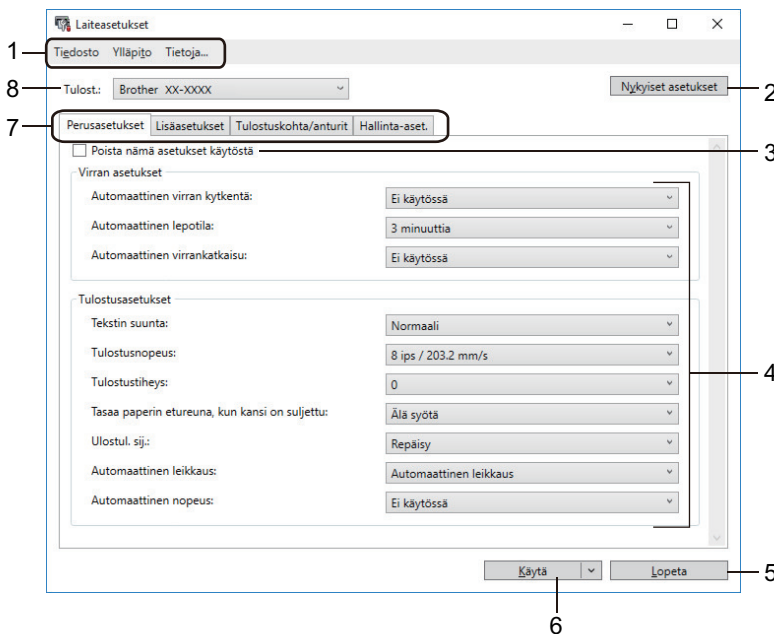 Laiteasetukset
1
Tiedosto Ylläpito Tietoja...
8
Tulost.: Brother XX-XXXX
Nykyiset asetukset
2
7
Perusasetukset Lisäasetukset Tulostuskohta/anturit Hallinta-aset.
Poista nämä asetukset käytöstä
3
Virran asetukset
Automaattinen virran kytkentä: Ei käytössä
Automaattinen lepotila: 3 minuuttia
Automaattinen virrankatkaisu: Ei käytössä
Tulostusasetukset
Tekstin suunta: Normaali
Tulostusnopeus: 8 ips / 203.2 mm/s
4
Tulostustiheys: 0
Tasaa paperin etureuna, kun kansi on suljettu: Älä syötä
Ulostul. sij.: Repäisy
Automaattinen leikkaus: Automaattinen leikkaus
Automaattinen nopeus: Ei käytössä
Käytä Lopeta
5
6